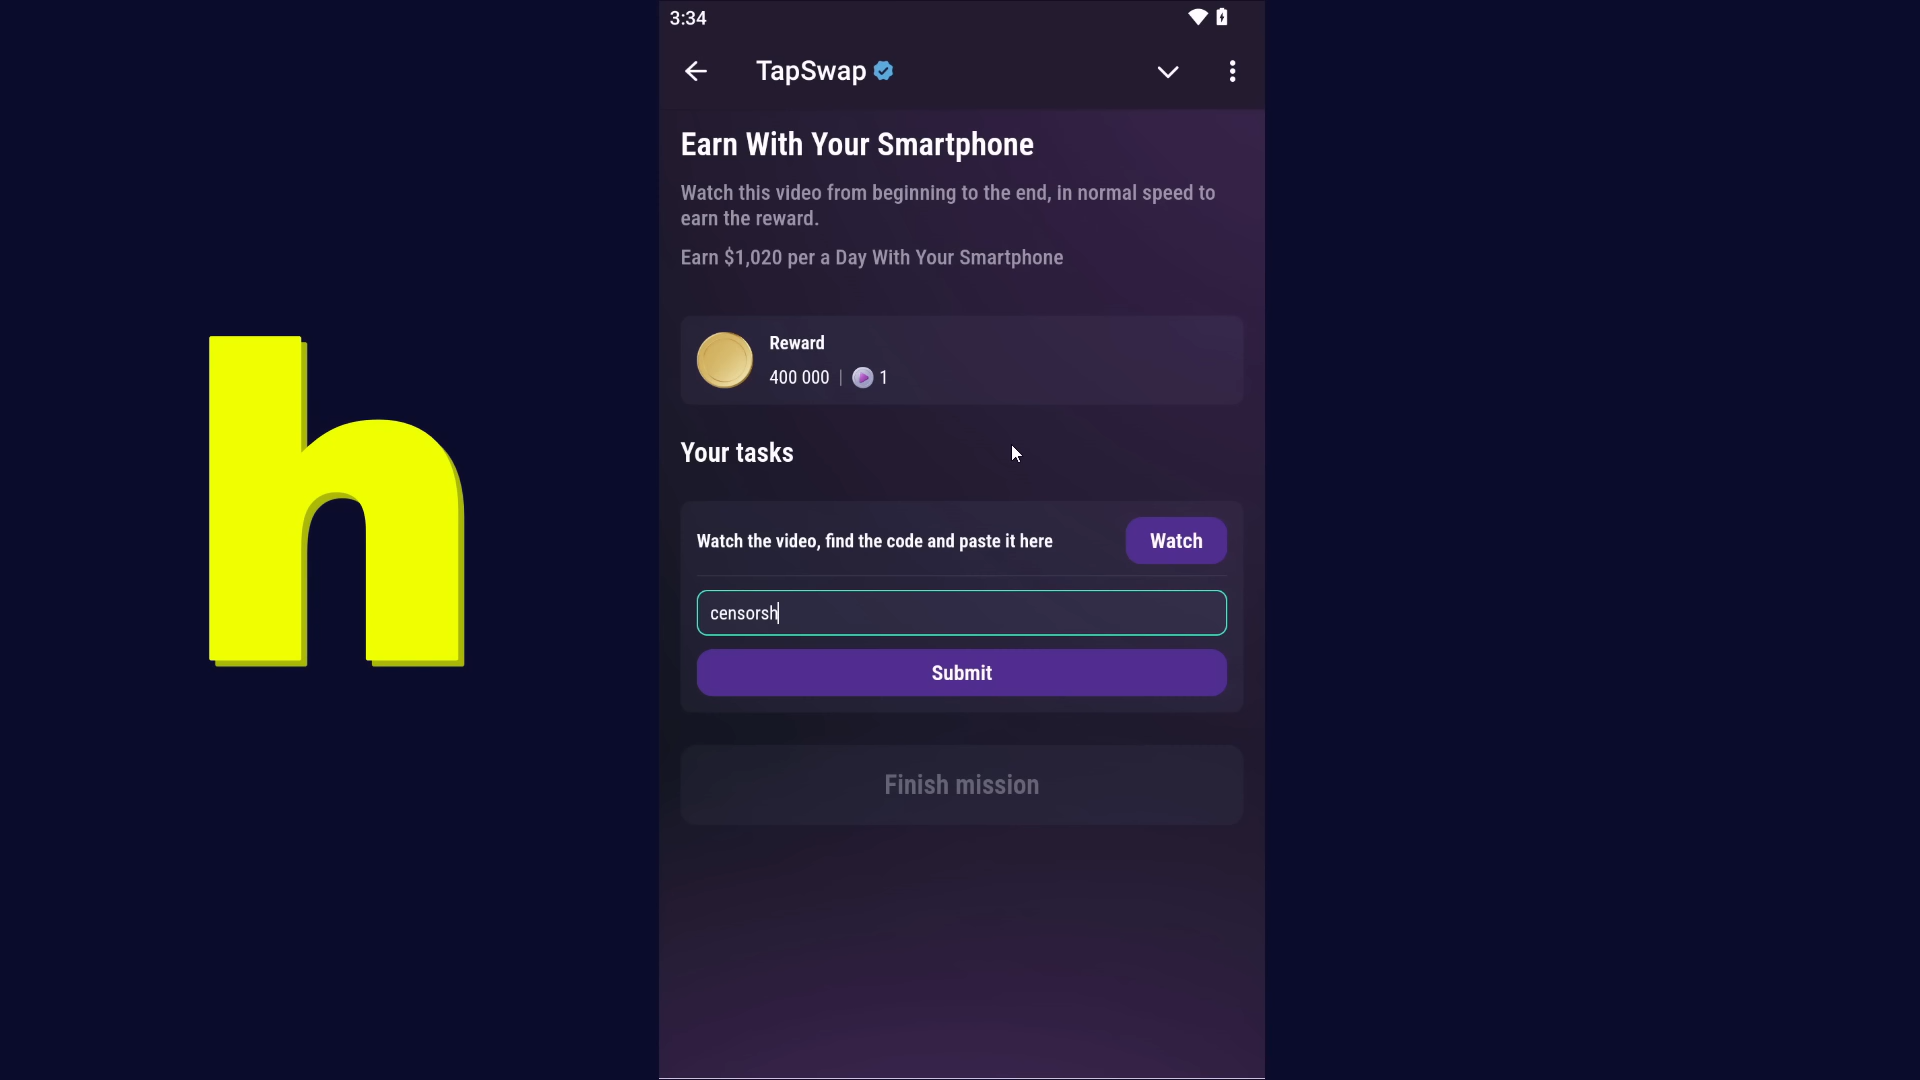 3:34
TapSwap
Earn With Your Smartphone
Watch this video from beginning to the end, in normal speed to
earn the reward.
Earn $1,020 per a Day With Your Smartphone
Reward
400 000 | 1
h
Your tasks
Watch the video, find the code and paste it here
Watch
censorsh
Submit
Finish mission